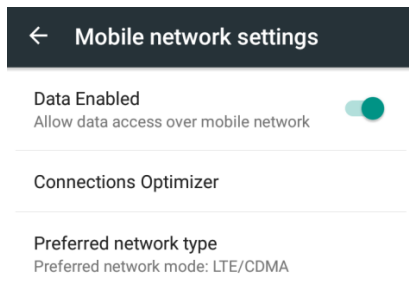 Mobile network settings
Data Enabled
Allow data access over mobile network
Connections Optimizer
Preferred network type
Preferred network mode: LTE/CDMA